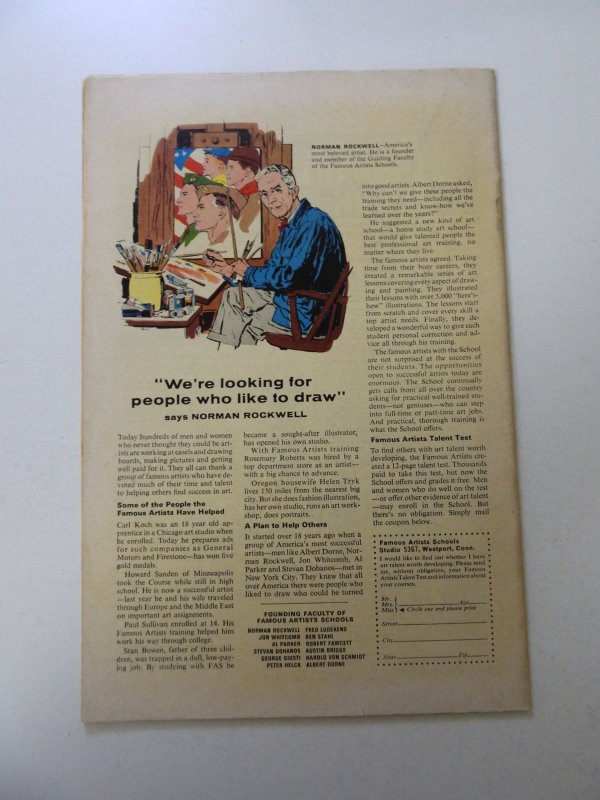 NORMAN ROCKWELL—America's
most beloved artist. He is a founder
and member of the Guiding Faculty
of the Famous Artists Schools.
"We're looking for
people who like to draw"
says NORMAN ROCKWELL
Today hundreds of men and women
who never thought they could be art-
ists are working at easels and drawing
boards, making pictures and getting
well paid for it. They all can thank a
group of famous artists who have de-
voted much of their time and talent
to helping others find success in art.
Some of the People the
Famous Artists Have Helped
Carl Koch was an 18 year old ap-
prentice in a Chicago art studio when
he enrolled. Today he prepares ads
for such companies as General
Motors and Firestone—has won five
gold medals.
Howard Sanden of Minneapolis
took the Course while still in high
school. He is now a successful artist
—last year he and his wife traveled
through Europe and the Middle East
on important art assignments.
Paul Sullivan enrolled at 14. His
Famous Artists training helped him
work his way through college.
Stan Bowen, father of three chil-
dren, was trapped in a dull, low-pay-
ing job. By studying with FAS he
became a sought-after illustrator,
has opened his own studio.
With Famous Artists training
Rosemary Roberts was hired by a
top department store as an artist—
with a big chance to advance.
Oregon housewife Helen Tryk
lives 150 miles from the nearest big
city. But she does fashion illustration,
has her own studio, runs an art work-
shop, does portraits.
A Plan to Help Others
It started over 18 years ago when a
group of America's most successful
artists—men like Albert Dorne, Nor-
man Rockwell, Jon Whitcomb, Al
Parker and Stevan Dohanos—met in
New York City. They knew that all
over America there were people who
liked to draw who could be turned
into good artists. Albert Dorne asked,
"Why can't we give these people the
training they need—including all the
trade secrets and know-how we've
learned over the years?"
He suggested a new kind of art
school—a home study art school—
that would give talented people the
best professional art training, no
matter where they live.
The famous artists agreed. Taking
time from their busy careers, they
created a remarkable series of art
lessons covering every aspect of draw-
ing and painting. They illustrated
their lessons with over 5,000 "here's-
how" illustrations. The lessons start
from scratch and cover every skill a
top artist needs. Finally, they de-
veloped a wonderful way to give each
student personal correction and ad-
vice all through his training.
The famous artists with the School
are not surprised at the success of
their students. The opportunities
open to successful artists today are
enormous. The School continually
gets calls from all over the country
asking for practical well-trained stu-
dents—not geniuses—who can step
into full-time or part-time art jobs.
And practical, thorough training is
what the School offers.
Famous Artists Talent Test
To find others with art talent worth
developing, the Famous Artists cre-
ated a 12-page talent test. Thousands
paid to take this test, but now the
School offers and grades it free. Men
and women who do well on the test
—or offer other evidence of art talent
—may enroll in the School. But
there's no obligation. Simply mail
the coupon below.
FOUNDING FACULTY OF
FAMOUS ARTISTS SCHOOLS
NORMAN ROCKWELL FRED LUDEKENS
JON WHITCOMB BEN STAHL
AL PARKER ROBERT FAWCETT
STEVAN DOHANOS AUSTIN BRIGGS
GEORGE GIUSTI HAROLD VON SCHMIDT
PETER HELCK ALBERT DORNE
Famous Artists Schools
Studio 5367, Westport, Conn.
I would like to find out whether I have
art talent worth developing. Please send
me, without obligation, your Famous
Artists Talent Test and information about
your courses.
Mr.
Mrs. Age
Miss Circle one and please print
Street
City
State Zip